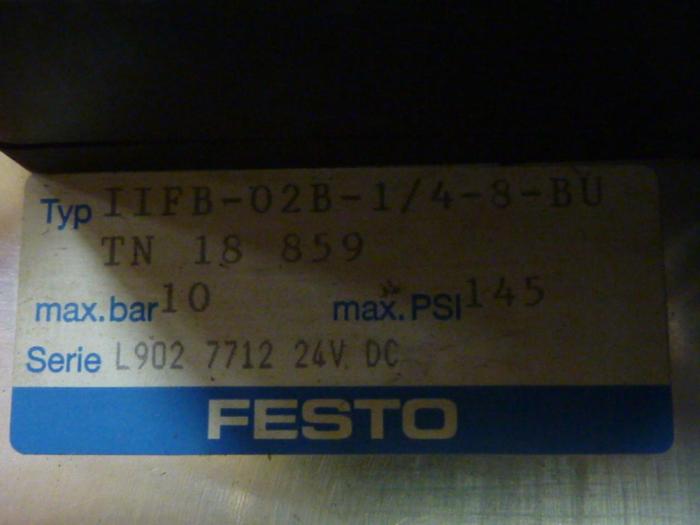 Typ IIFB-02B-1/4-8-BU
TN 18 859
max.bar 10 max.PSI 145
Serie L902 7712 24V DC
FESTO